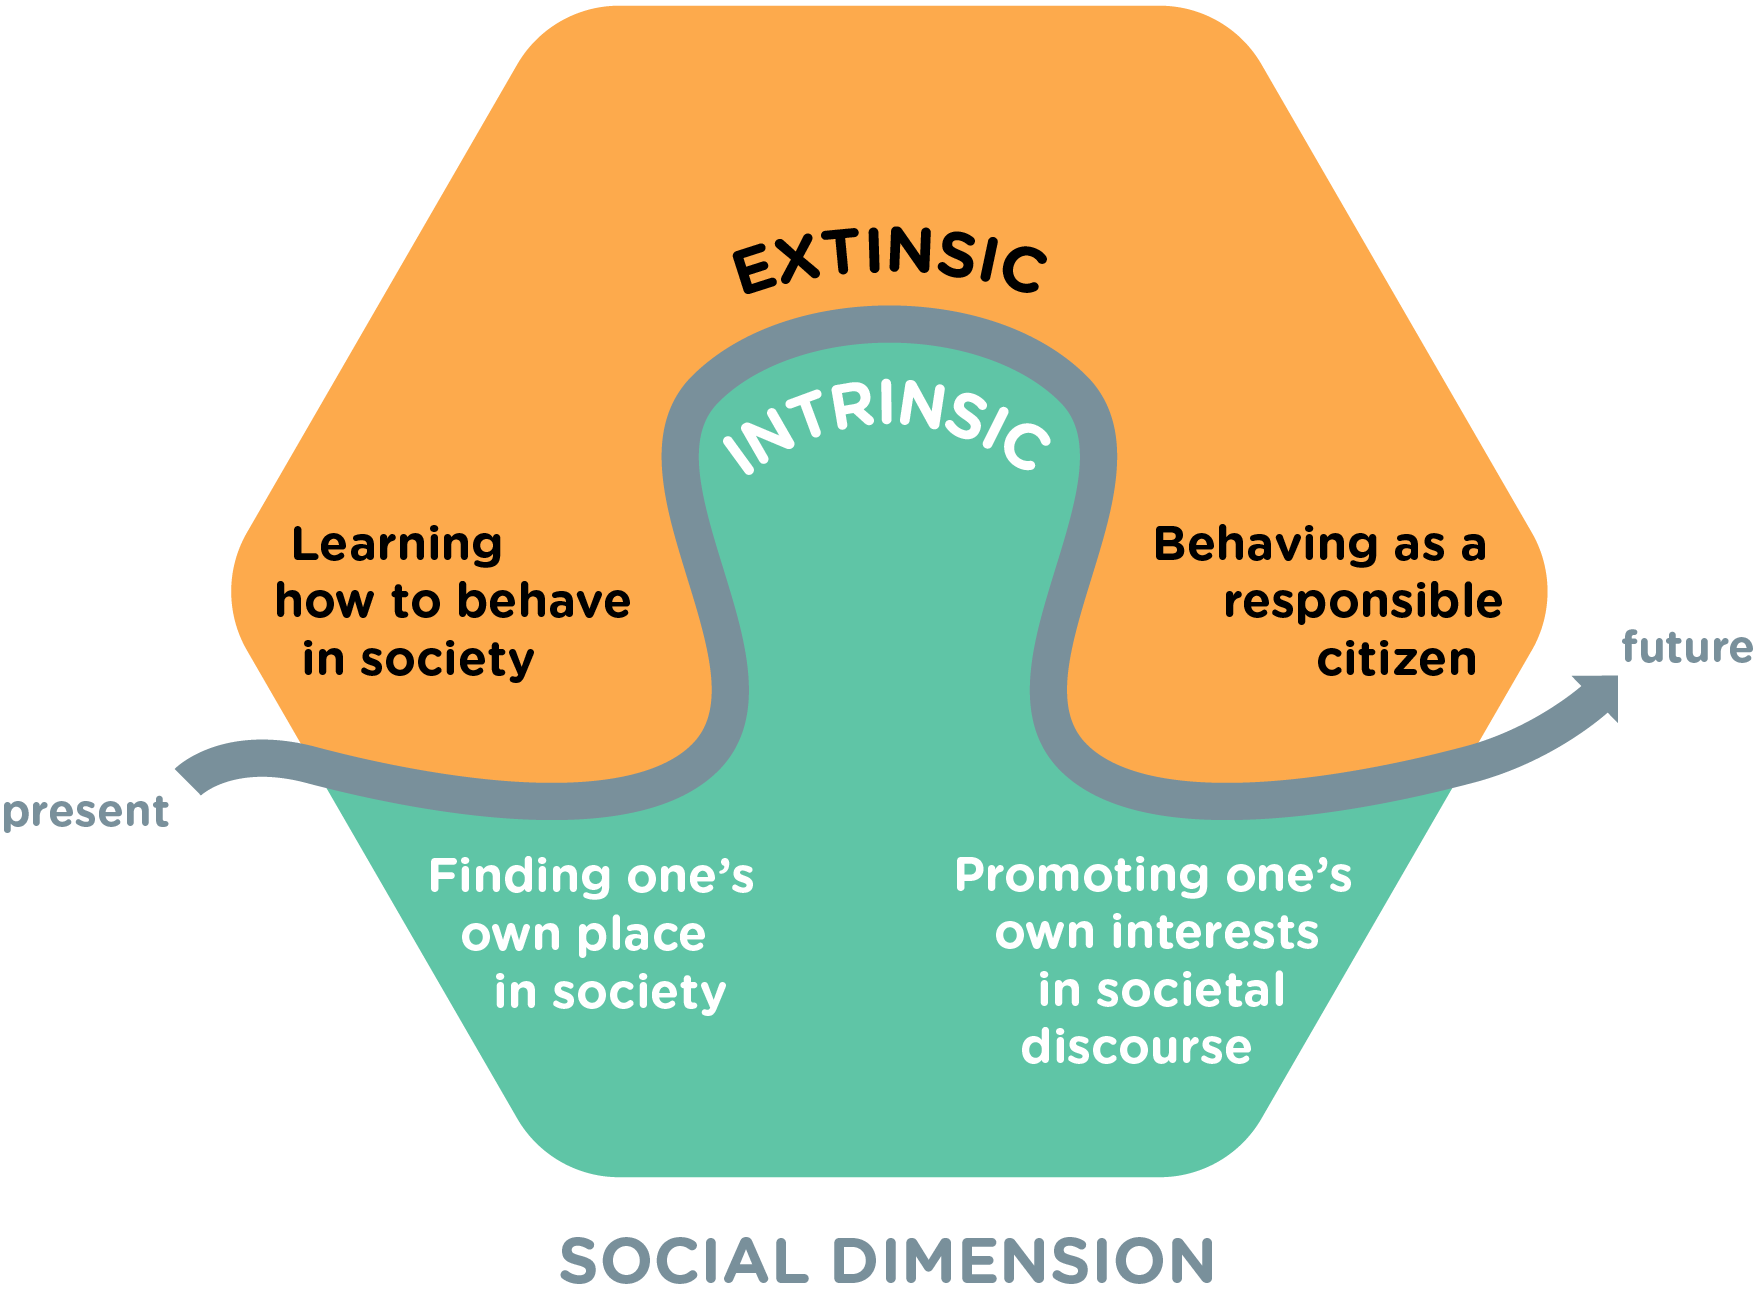 EXTINSIC
INTRINSIC
Learning
how to behave
in society
Behaving as a
responsible
citizen
future
present
Finding one’s
own place
in society
Promoting one’s
own interests
in societal
discourse
SOCIAL DIMENSION